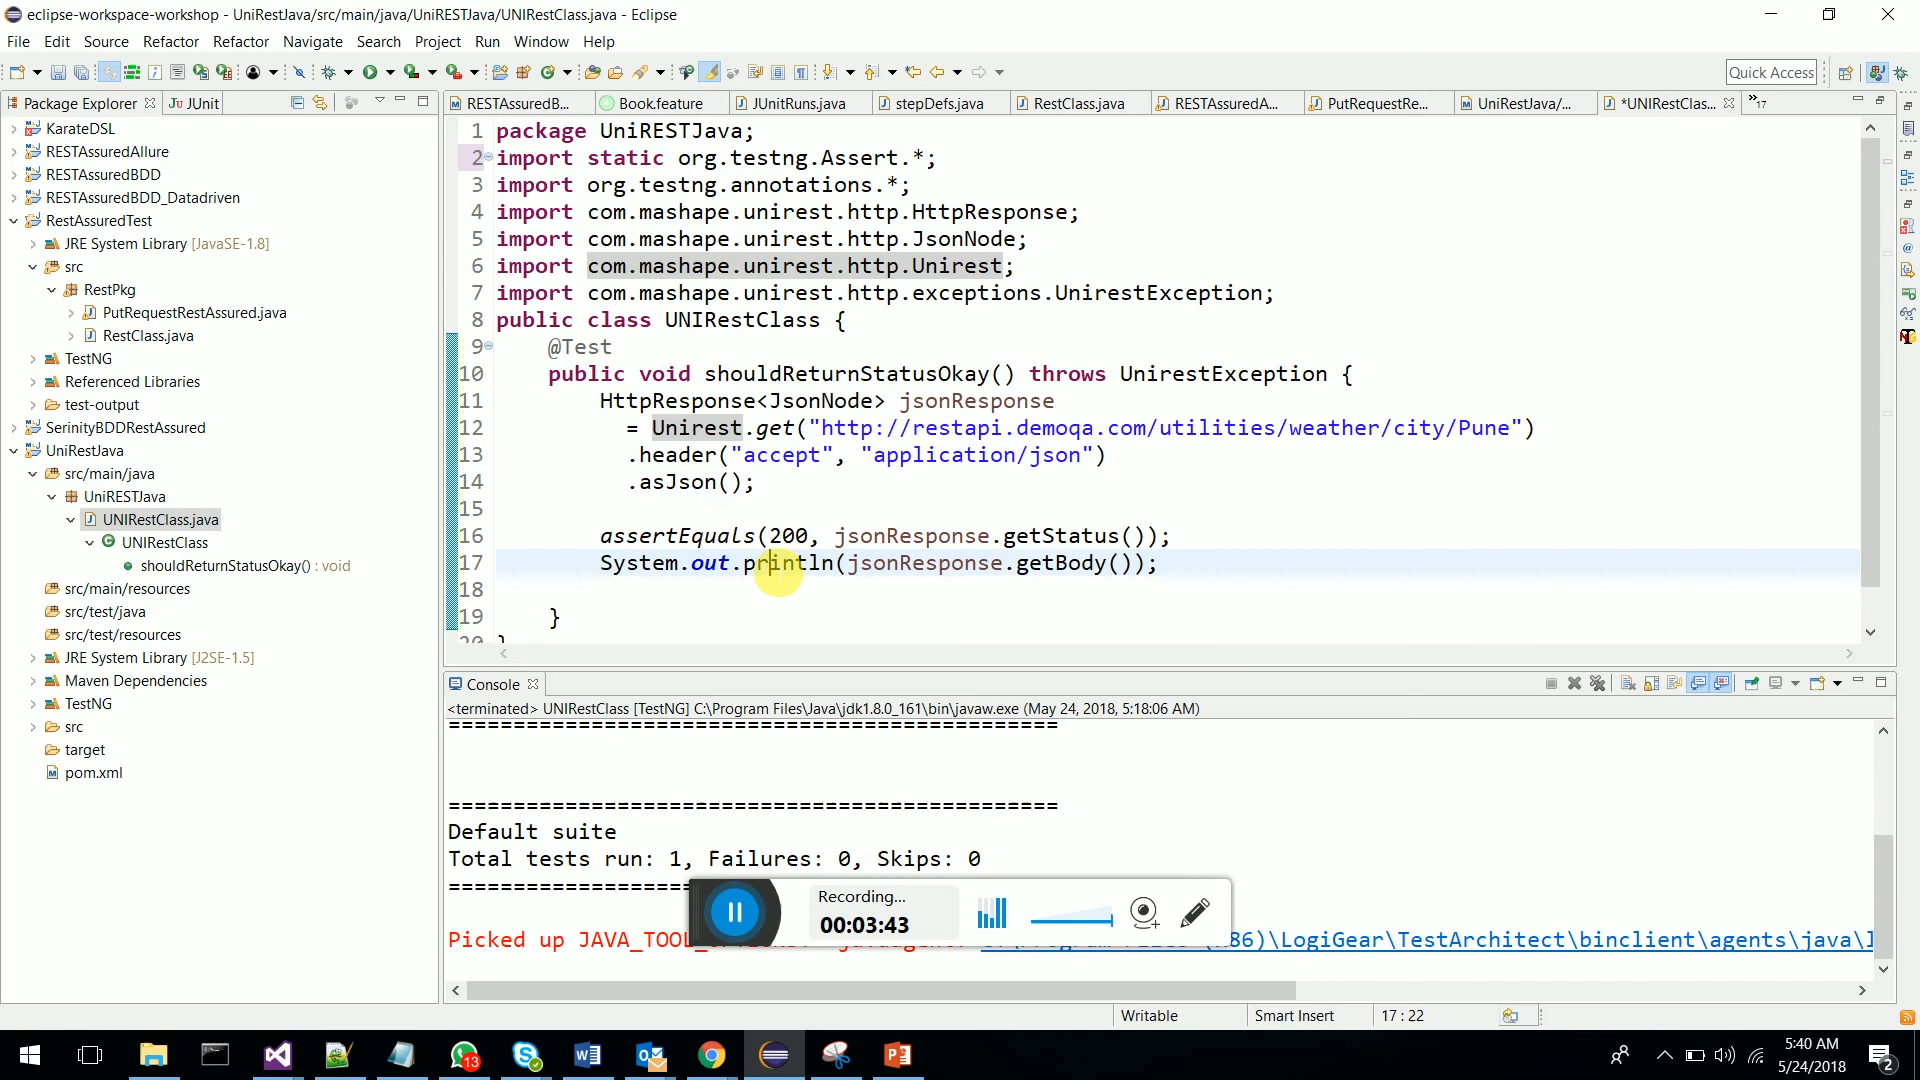 eclipse-workspace-workshop - UniRestJava/src/main/java/UniRESTJava/UNIRestClass.java - Eclipse
File Edit Source Refactor Refactor Navigate Search Project Run Window Help
Quick Access
Package Explorer JUnit
RESTAssuredB... Book.feature JUnitRuns.java stepDefs.java RestClass.java RESTAssuredA... PutRequestRe... UniRestJava/... *UNIRestClas... »17
KarateDSL
RESTAssuredAllure
RESTAssuredBDD
RESTAssuredBDD_Datadriven
RestAssuredTest
JRE System Library [JavaSE-1.8]
src
RestPkg
PutRequestRestAssured.java
RestClass.java
TestNG
Referenced Libraries
test-output
SerinityBDDRestAssured
UniRestJava
src/main/java
UniRESTJava
UNIRestClass.java
UNIRestClass
shouldReturnStatusOkay() : void
src/main/resources
src/test/java
src/test/resources
JRE System Library [J2SE-1.5]
Maven Dependencies
TestNG
src
target
pom.xml
1 package UniRESTJava;
2 import static org.testng.Assert.*;
3 import org.testng.annotations.*;
4 import com.mashape.unirest.http.HttpResponse;
5 import com.mashape.unirest.http.JsonNode;
6 import com.mashape.unirest.http.Unirest;
7 import com.mashape.unirest.http.exceptions.UnirestException;
8 public class UNIRestClass {
9 @Test
10 public void shouldReturnStatusOkay() throws UnirestException {
11 HttpResponse<JsonNode> jsonResponse
12 = Unirest.get("http://restapi.demoqa.com/utilities/weather/city/Pune")
13 .header("accept", "application/json")
14 .asJson();
15
16 assertEquals(200, jsonResponse.getStatus());
17 System.out.println(jsonResponse.getBody());
18
19 }
20 }
Console
<terminated> UNIRestClass [TestNG] C:\Program Files\Java\jdk1.8.0_161\bin\javaw.exe (May 24, 2018, 5:18:06 AM)
===============================================
===============================================
Default suite
Total tests run: 1, Failures: 0, Skips: 0
===================
Picked up JAVA_TOOL_ 86)\LogiGear\TestArchitect\binclient\agents\java\
Recording...
00:03:43
Writable Smart Insert 17 : 22
13
5:40 AM
5/24/2018
2